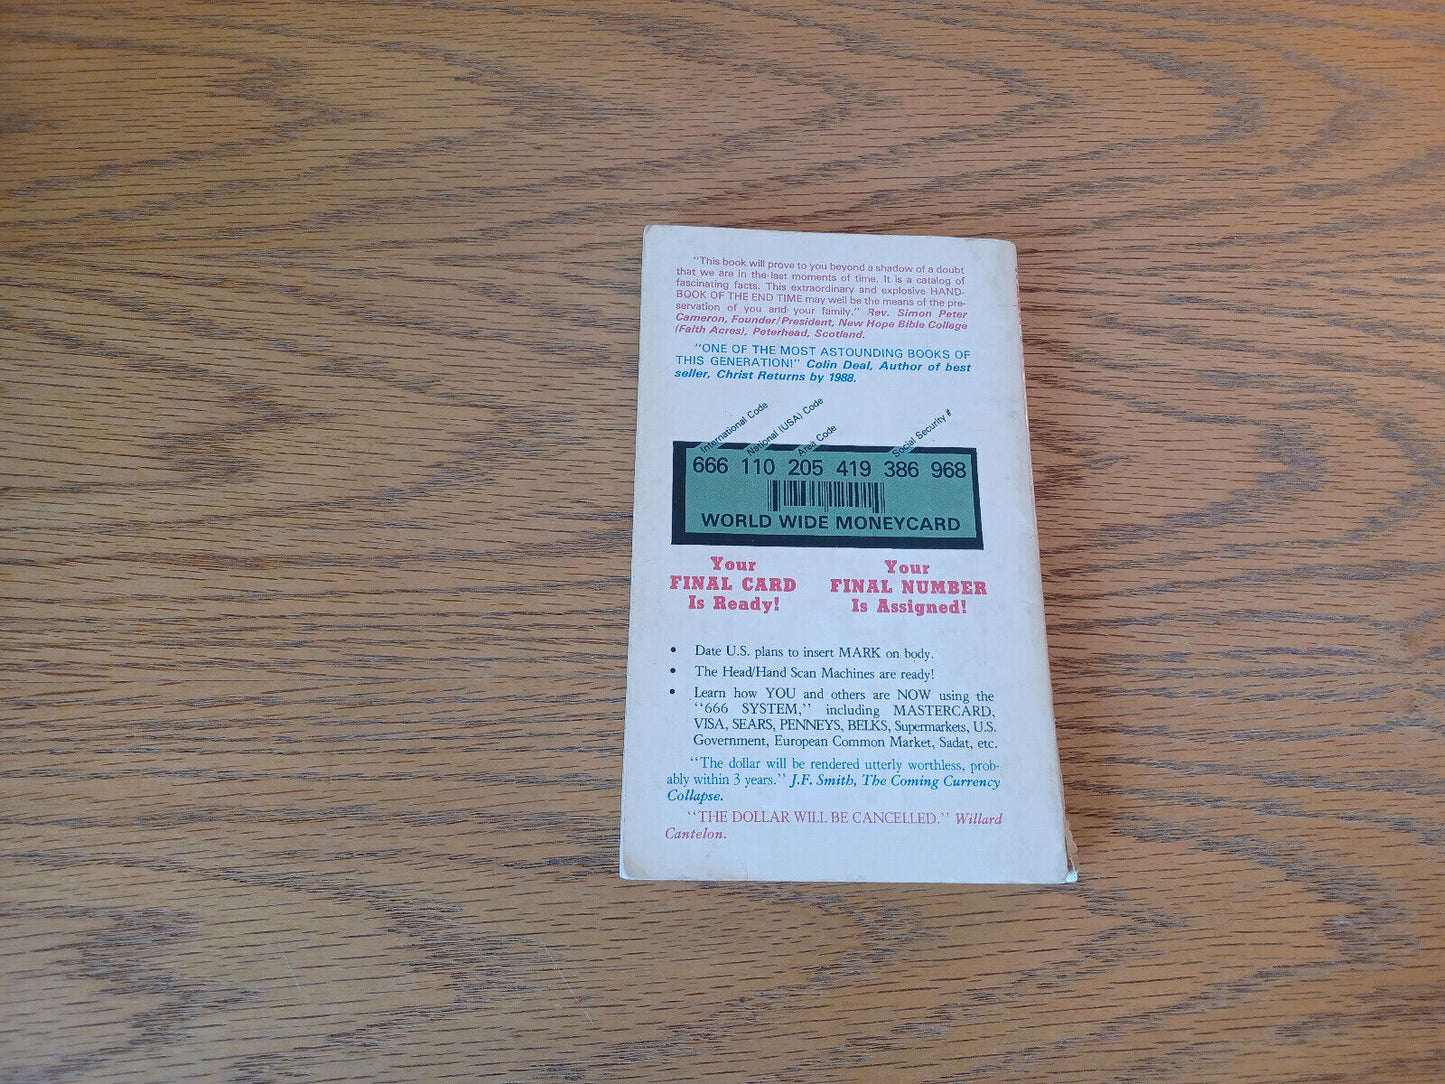 "This book will prove to you beyond a shadow of a doubt
that we are in the last moments of time. It is a catalog of
fascinating facts. This extraordinary and explosive HAND-
BOOK OF THE END TIME may well be the means of the pre-
servation of you and your family." Rev. Simon Peter
Cameron, Founder/President, New Hope Bible College
(Faith Acres), Peterhead, Scotland.
"ONE OF THE MOST ASTOUNDING BOOKS OF
THIS GENERATION!" Colin Deal, Author of best
seller, Christ Returns by 1988.
International Code
National (USA) Code
Area Code
Social Security #
666 110 205 419 386 968
WORLD WIDE MONEYCARD
Your
FINAL CARD
Is Ready!
Your
FINAL NUMBER
Is Assigned!
• Date U.S. plans to insert MARK on body.
• The Head/Hand Scan Machines are ready!
• Learn how YOU and others are NOW using the
"666 SYSTEM," including MASTERCARD,
VISA, SEARS, PENNEYS, BELKS, Supermarkets, U.S.
Government, European Common Market, Sadat, etc.
"The dollar will be rendered utterly worthless, prob-
ably within 3 years." J.F. Smith, The Coming Currency
Collapse.
"THE DOLLAR WILL BE CANCELLED." Willard
Cantelon.